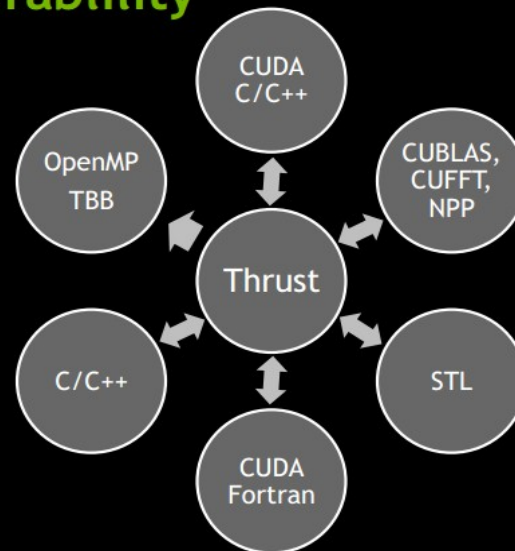 CUDA
C/C++
OpenMP
TBB
CUBLAS,
CUFFT,
NPP
Thrust
C/C++
STL
CUDA
Fortran